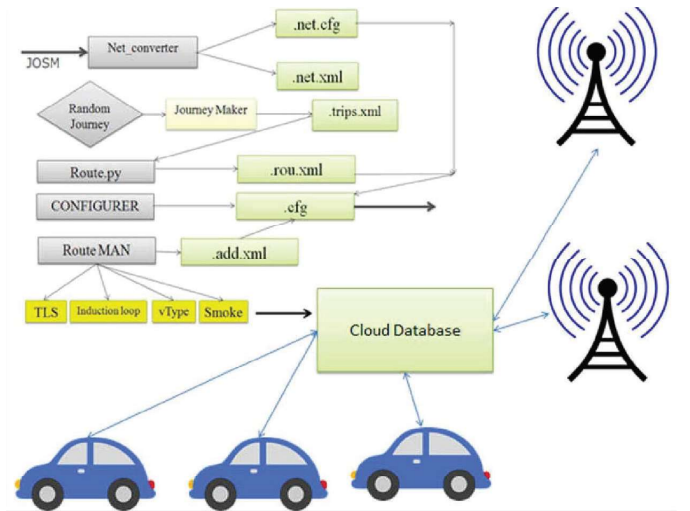 .net.cfg
Net_converter
JOSM
.net.xml
Random
Journey
Journey Maker
.trips.xml
Route.py
.rou.xml
CONFIGURER
.cfg
Route MAN
.add.xml
TLS
Induction loop
vType
Smoke
Cloud Database